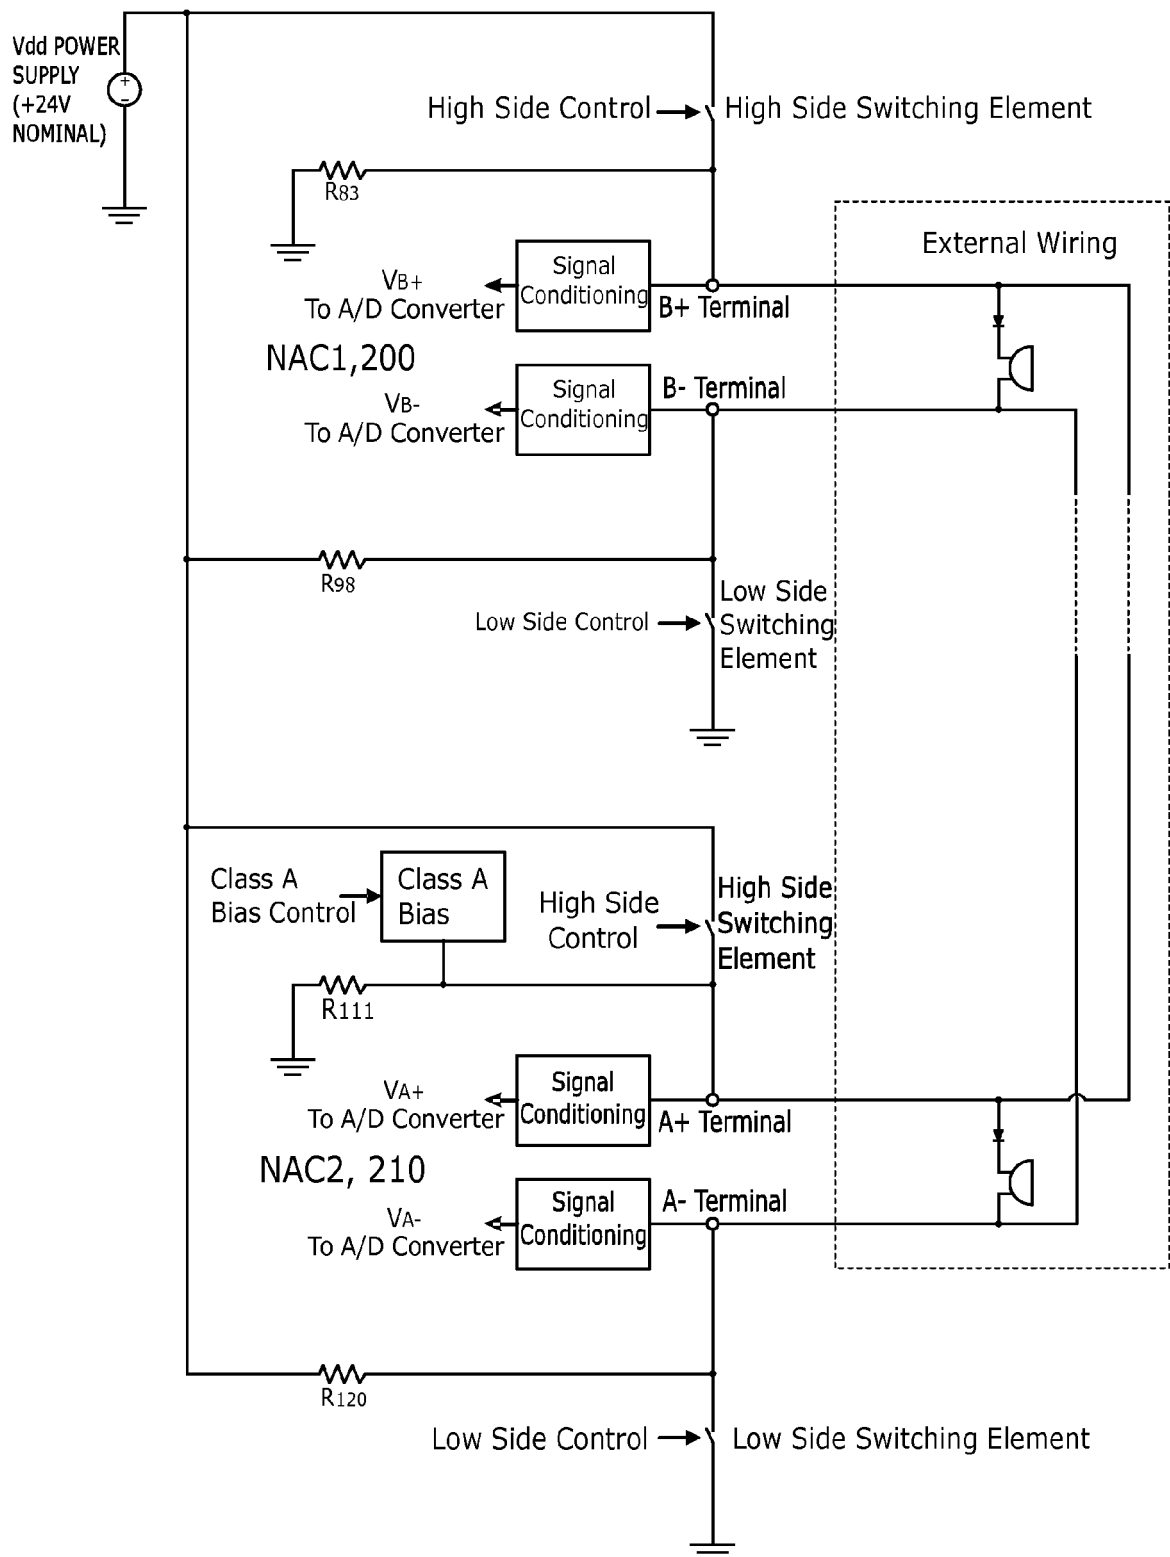 Vdd POWER
SUPPLY
(+24V
NOMINAL)
High Side Control
High Side Switching Element
R83
External Wiring
VB+
To A/D Converter
Signal
Conditioning
B+ Terminal
NAC1,200
VB-
To A/D Converter
Signal
Conditioning
B- Terminal
R98
Low Side Control
Low Side
Switching
Element
Class A
Bias Control
Class A
Bias
High Side
Control
High Side
Switching
Element
R111
VA+
To A/D Converter
Signal
Conditioning
A+ Terminal
NAC2, 210
VA-
To A/D Converter
Signal
Conditioning
A- Terminal
R120
Low Side Control
Low Side Switching Element